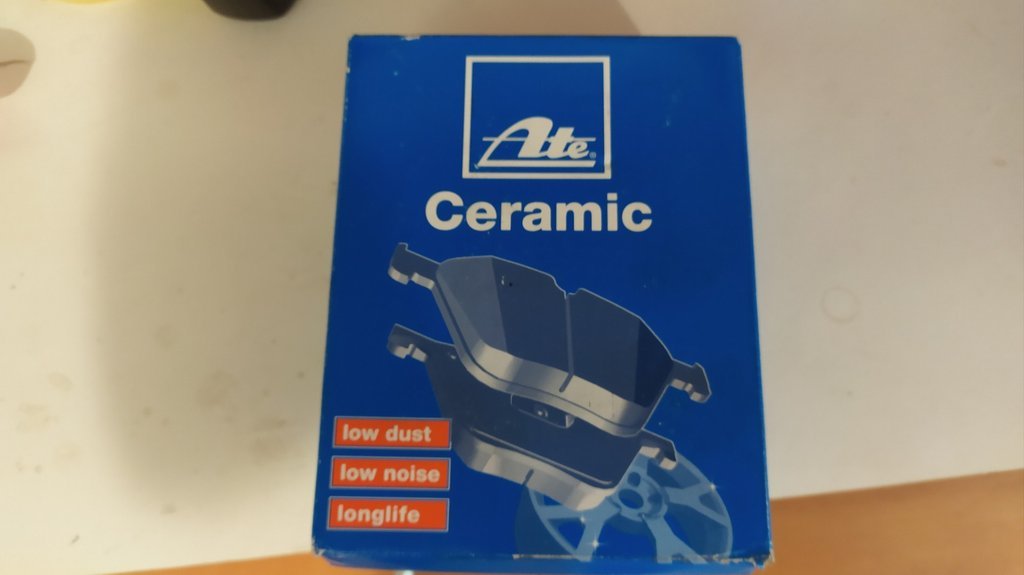 Ate
Ceramic
low dust
low noise
longlife